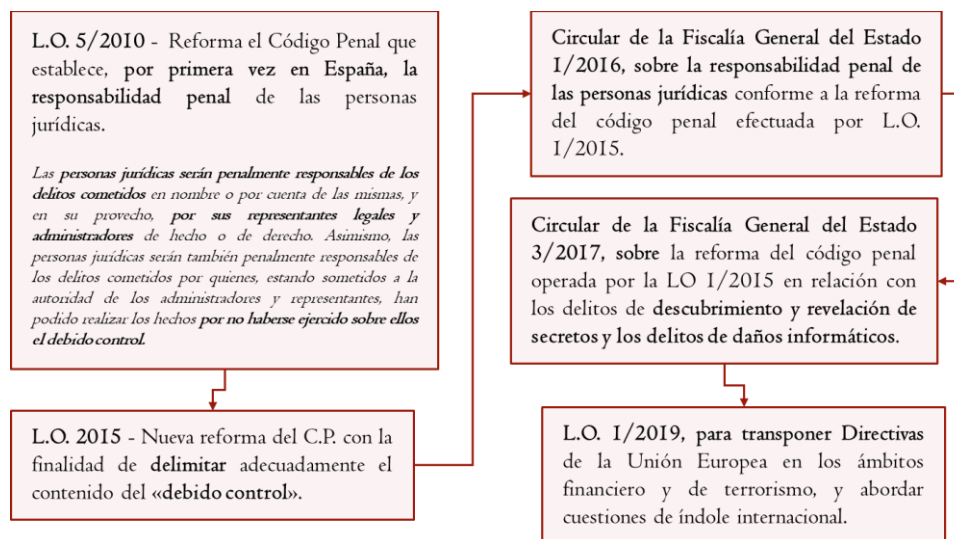 L.O. 5/2010 - Reforma el Código Penal que
establece, por primera vez en España, la
responsabilidad penal de las personas
jurídicas.
Las personas jurídicas serán penalmente responsables de los
delitos cometidos en nombre o por cuenta de las mismas, y
en su provecho, por sus representantes legales y
administradores de hecho o de derecho. Asimismo, las
personas jurídicas serán también penalmente responsables de
los delitos cometidos por quienes, estando sometidos a la
autoridad de los administradores y representantes, han
podido realizar los hechos por no haberse ejercido sobre ellos
el debido control.
L.O. 2015 - Nueva reforma del C.P. con la
finalidad de delimitar adecuadamente el
contenido del «debido control».
Circular de la Fiscalía General del Estado
1/2016, sobre la responsabilidad penal de
las personas jurídicas conforme a la reforma
del código penal efectuada por L.O.
1/2015.
Circular de la Fiscalía General del Estado
3/2017, sobre la reforma del código penal
operada por la LO 1/2015 en relación con
los delitos de descubrimiento y revelación de
secretos y los delitos de daños informáticos.
L.O. 1/2019, para transponer Directivas
de la Unión Europea en los ámbitos
financiero y de terrorismo, y abordar
cuestiones de índole internacional.